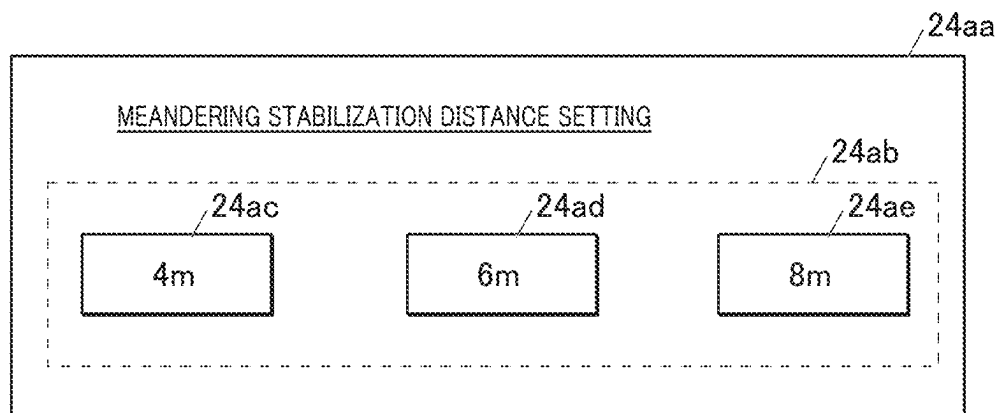 24aa
MEANDERING STABILIZATION DISTANCE SETTING
24ab
24ac 24ad 24ae
4m 6m 8m